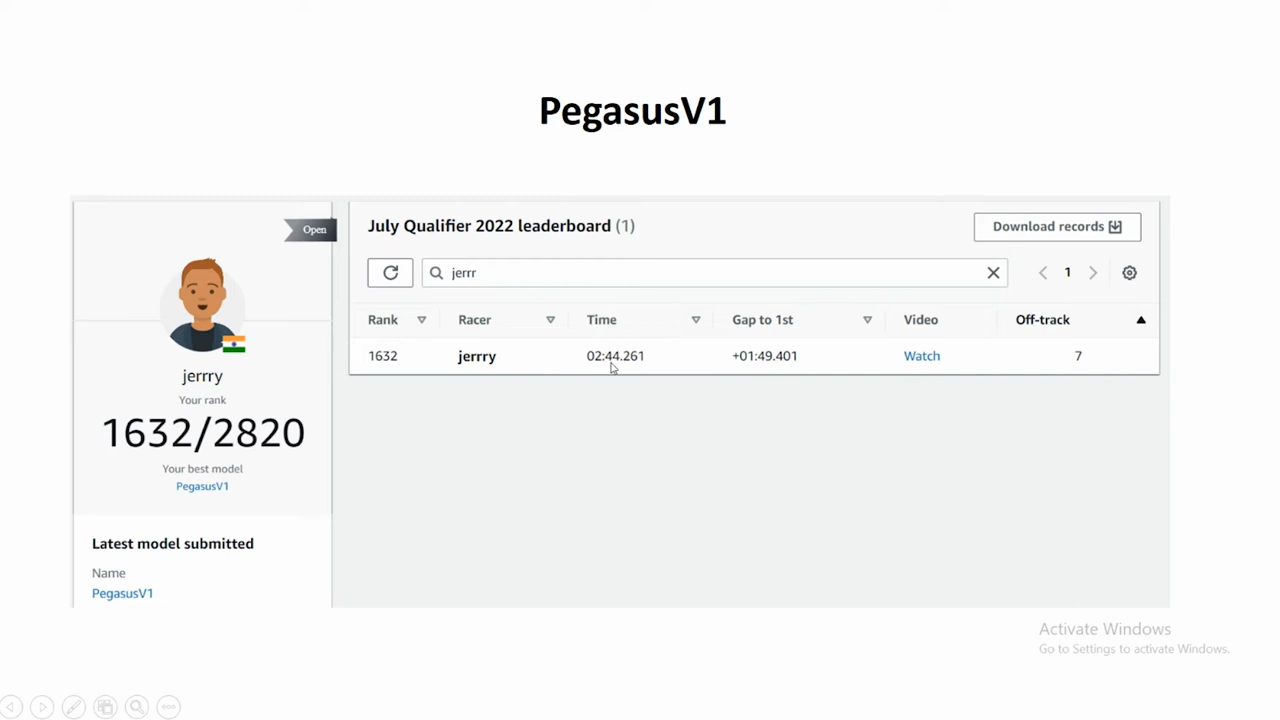 PegasusV1
Open
jerrry
Your rank
1632/2820
Your best model
PegasusV1
Latest model submitted
Name
PegasusV1
July Qualifier 2022 leaderboard (1)
Download records
jerrr
1
Rank Racer Time Gap to 1st Video Off-track
1632 jerrry 02:44.261 +01:49.401 Watch 7
Activate Windows
Go to Settings to activate Windows.